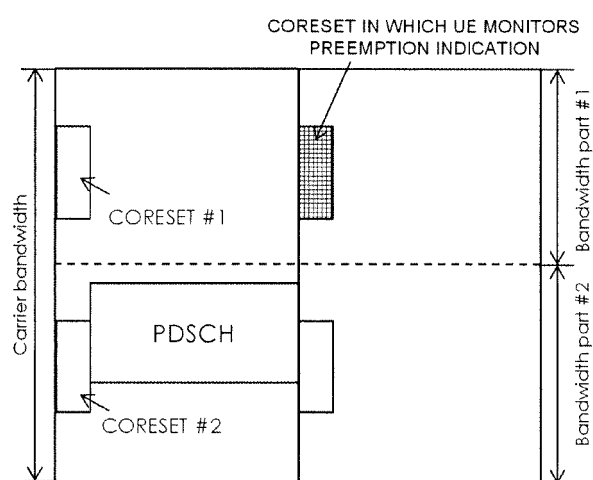 CORESET IN WHICH UE MONITORS
PREEMPTION INDICATION
Carrier bandwidth
CORESET #1
Bandwidth part #1
PDSCH
CORESET #2
Bandwidth part #2